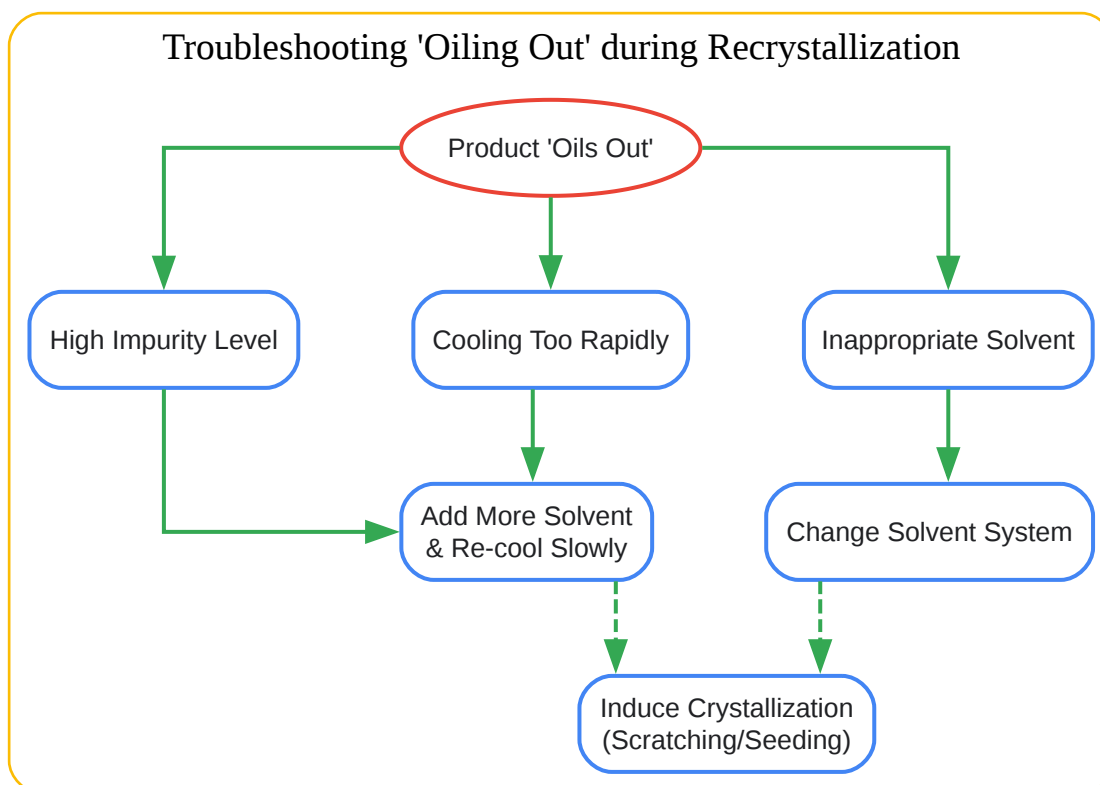 Troubleshooting 'Oiling Out' during Recrystallization
Product 'Oils Out'
High Impurity Level
Cooling Too Rapidly
Inappropriate Solvent
Add More Solvent
& Re-cool Slowly
Change Solvent System
Induce Crystallization
(Scratching/Seeding)